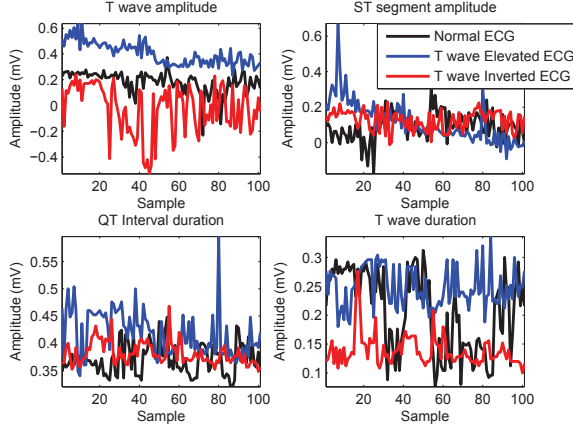 T wave amplitude
Amplitude (mV)
0.6
0.4
0.2
0
−0.2
−0.4
20
40
60
80
100
Sample
ST segment amplitude
Amplitude (mV)
0.6
0.4
0.2
0
20
40
60
80
100
Sample
Normal ECG
T wave Elevated ECG
T wave Inverted ECG
QT Interval duration
Amplitude (mV)
0.55
0.5
0.45
0.4
0.35
20
40
60
80
100
Sample
T wave duration
Amplitude (mV)
0.3
0.25
0.2
0.15
0.1
20
40
60
80
100
Sample